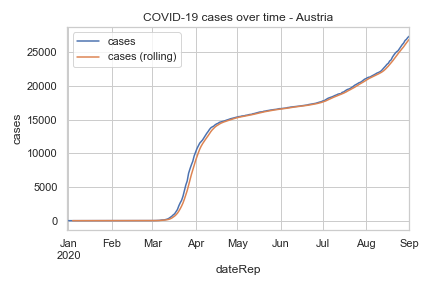 COVID-19 cases over time - Austria
cases
cases (rolling)
25000
20000
15000
10000
5000
0
cases
Jan Feb Mar Apr May Jun Jul Aug Sep
2020
dateRep